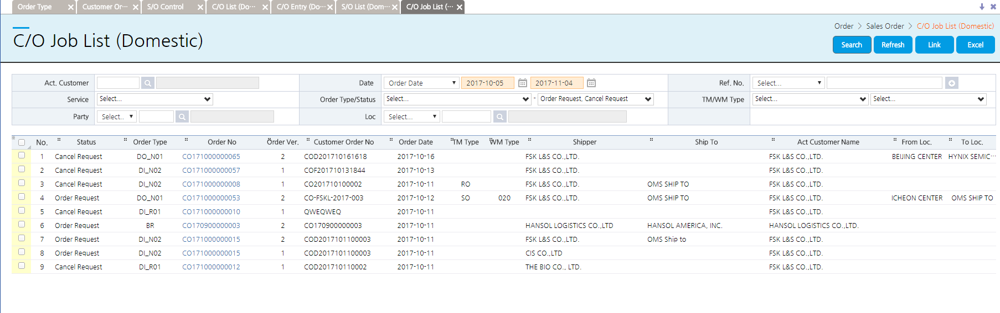 Order Type Customer Or··· S/O Control C/O List (Do··· C/O Entry (Do··· S/O List (Dom··· C/O Job List (···
Order > Sales Order > C/O Job List (Domestic)
C/O Job List (Domestic)
Search Refresh Link Excel
Act. Customer Date Order Date 2017-10-05 2017-11-04 Ref. No. Select...
Service Select... Order Type/Status Select... - Order Request, Cancel Request TM/WM Type Select... Select...
Party Select.. Loc Select...
No. Status Order Type Order No Order Ver. Customer Order No Order Date TM Type WM Type Shipper Ship To Act Customer Name From Loc. To Loc.
1 Cancel Request DO_N01 CO171000000065 2 COD201710161618 2017-10-16 FSK L&S CO.,LTD. FSK L&S CO.,LTD. BEIJING CENTER HYNIX SEMIC···
2 Cancel Request DI_N02 CO171000000057 1 COF201710131844 2017-10-13 FSK L&S CO.,LTD. FSK L&S CO.,LTD.
3 Cancel Request DI_N02 CO171000000008 1 CO201710100002 2017-10-11 RO FSK L&S CO.,LTD. OMS SHIP TO FSK L&S CO.,LTD.
4 Order Request DO_N01 CO171000000053 2 CO-FSKL-2017-003 2017-10-12 SO 020 FSK L&S CO.,LTD. OMS SHIP TO FSK L&S CO.,LTD. ICHEON CENTER OMS SHIP TO
5 Cancel Request DI_R01 CO171000000010 1 QWEQWEQ 2017-10-11 FSK L&S CO.,LTD.
6 Order Request BR CO170900000003 2 CO170900000003 2017-10-11 HANSOL LOGISTICS CO.,LTD HANSOL AMERICA, INC. HANSOL LOGISTICS CO.,LTD.
7 Order Request DI_N02 CO171000000015 2 COD2017101100003 2017-10-11 FSK L&S CO.,LTD. OMS Ship to FSK L&S CO.,LTD.
8 Order Request DI_N02 CO171000000015 1 COD2017101100003 2017-10-11 CIS CO.,LTD FSK L&S CO.,LTD.
9 Cancel Request DI_R01 CO171000000012 1 COD201710110002 2017-10-11 THE BIO CO., LTD. FSK L&S CO.,LTD.